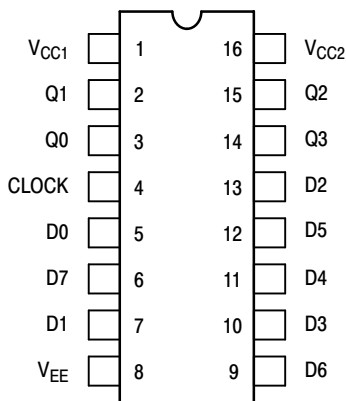 VCC1 1 16 VCC2
Q1 2 15 Q2
Q0 3 14 Q3
CLOCK 4 13 D2
D0 5 12 D5
D7 6 11 D4
D1 7 10 D3
VEE 8 9 D6